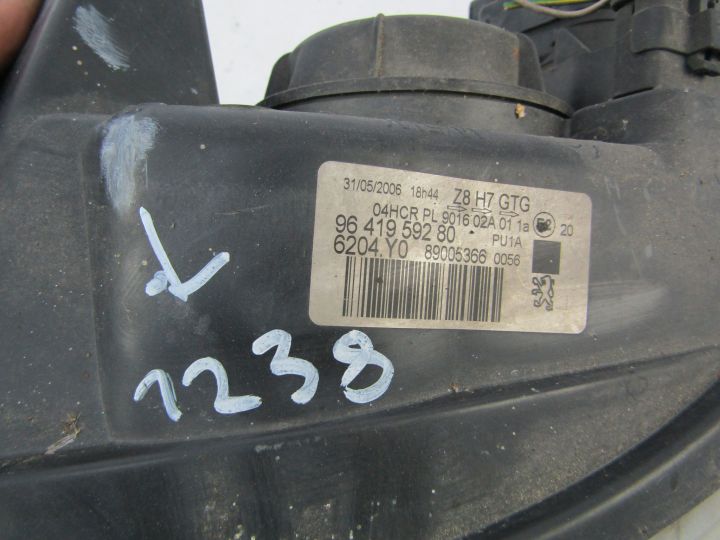 31/05/2006 18h44 Z8 H7 GTG
04HCR PL 9016 02A 01 1a E2 20
96 419 592 80 PU1A
6204.Y0 89005366 0056
1238